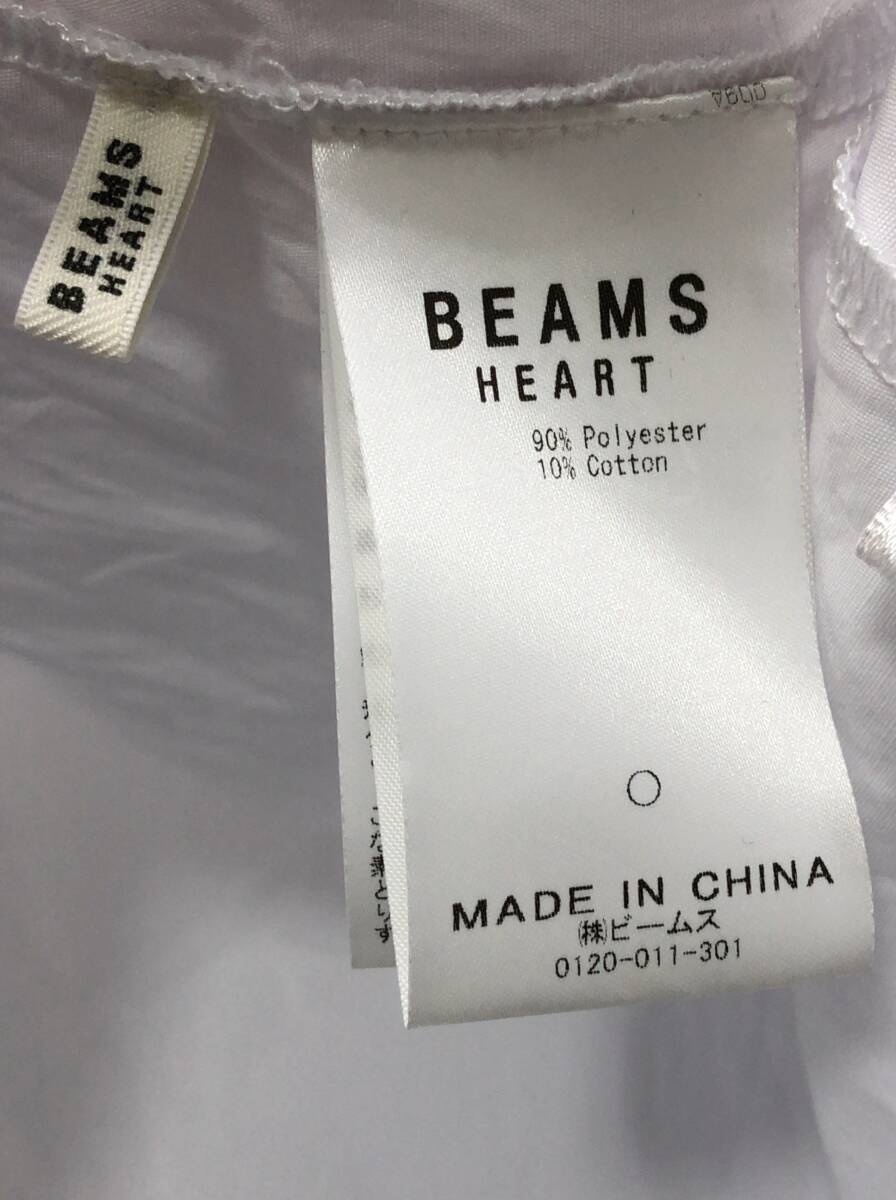 BEAMS
HEART
BEAMS
HEART
90% Polyester
10% Cotton
○
MADE IN CHINA
㈱ビームス
0120-011-301